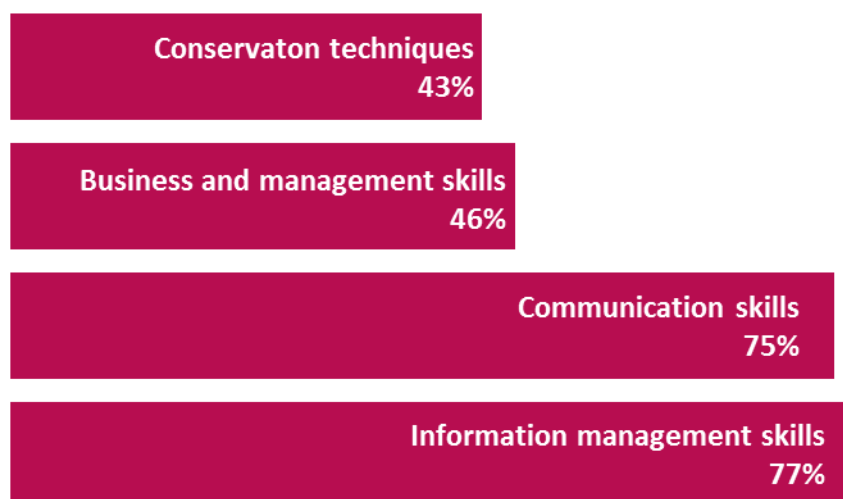 Conservaton techniques
43%
Business and management skills
46%
Communication skills
75%
Information management skills
77%